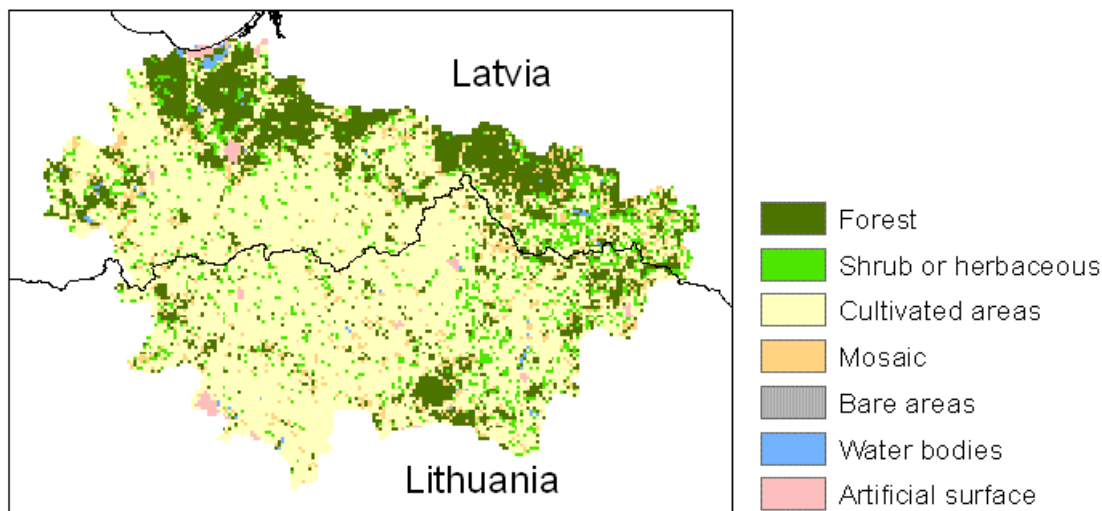 Latvia
Lithuania
Forest
Shrub or herbaceous
Cultivated areas
Mosaic
Bare areas
Water bodies
Artificial surface